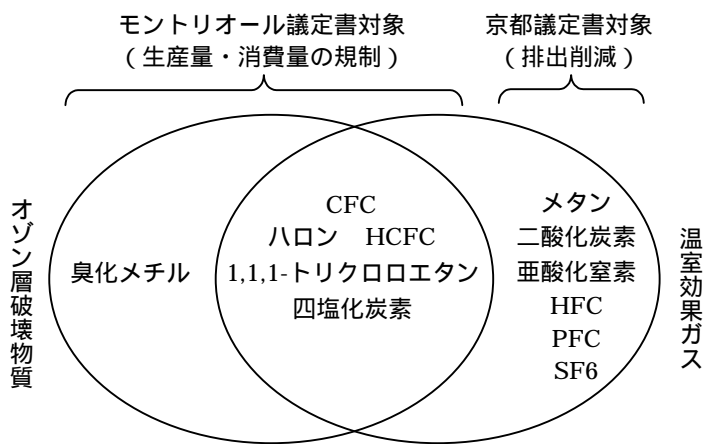 モントリオール議定書対象
（生産量・消費量の規制）
京都議定書対象
（排出削減）
オゾン層破壊物質
臭化メチル
CFC
ハロン　HCFC
1,1,1-トリクロロエタン
四塩化炭素
メタン
二酸化炭素
亜酸化窒素
HFC
PFC
SF6
温室効果ガス